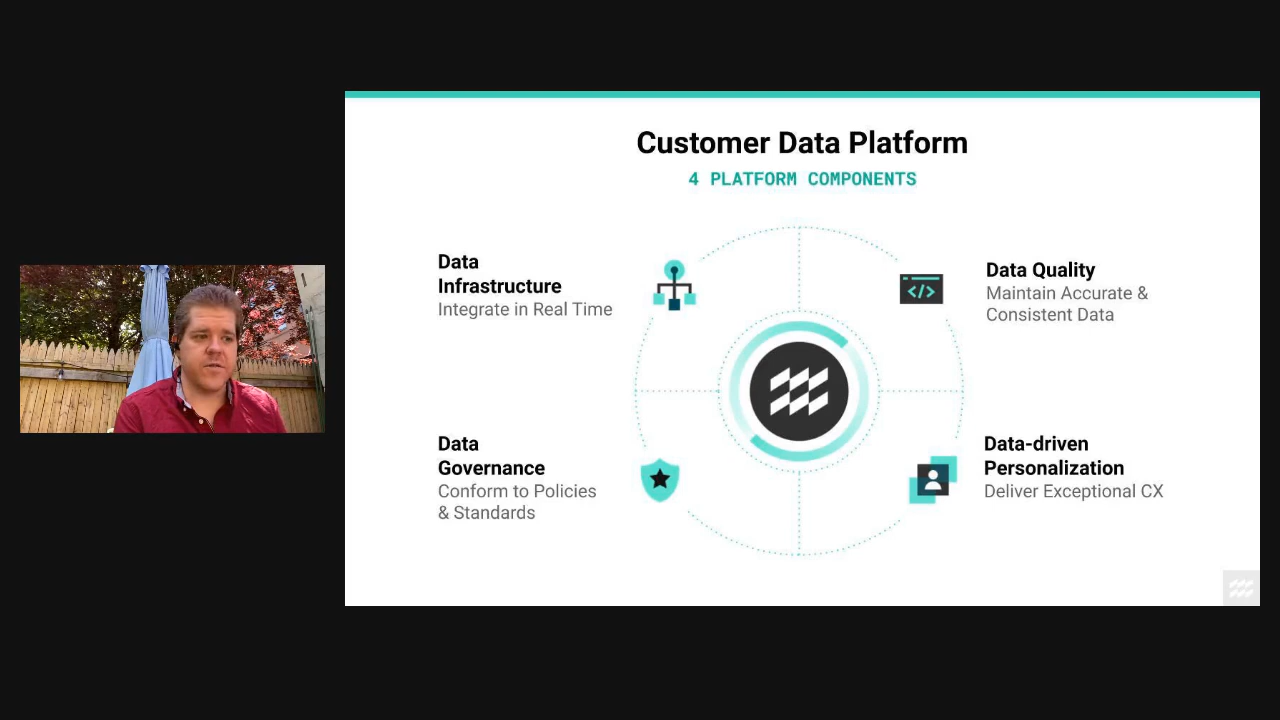 Customer Data Platform
4 PLATFORM COMPONENTS
Data
Infrastructure
Integrate in Real Time
Data Quality
Maintain Accurate &
Consistent Data
</>
Data
Governance
Conform to Policies
& Standards
Data-driven
Personalization
Deliver Exceptional CX